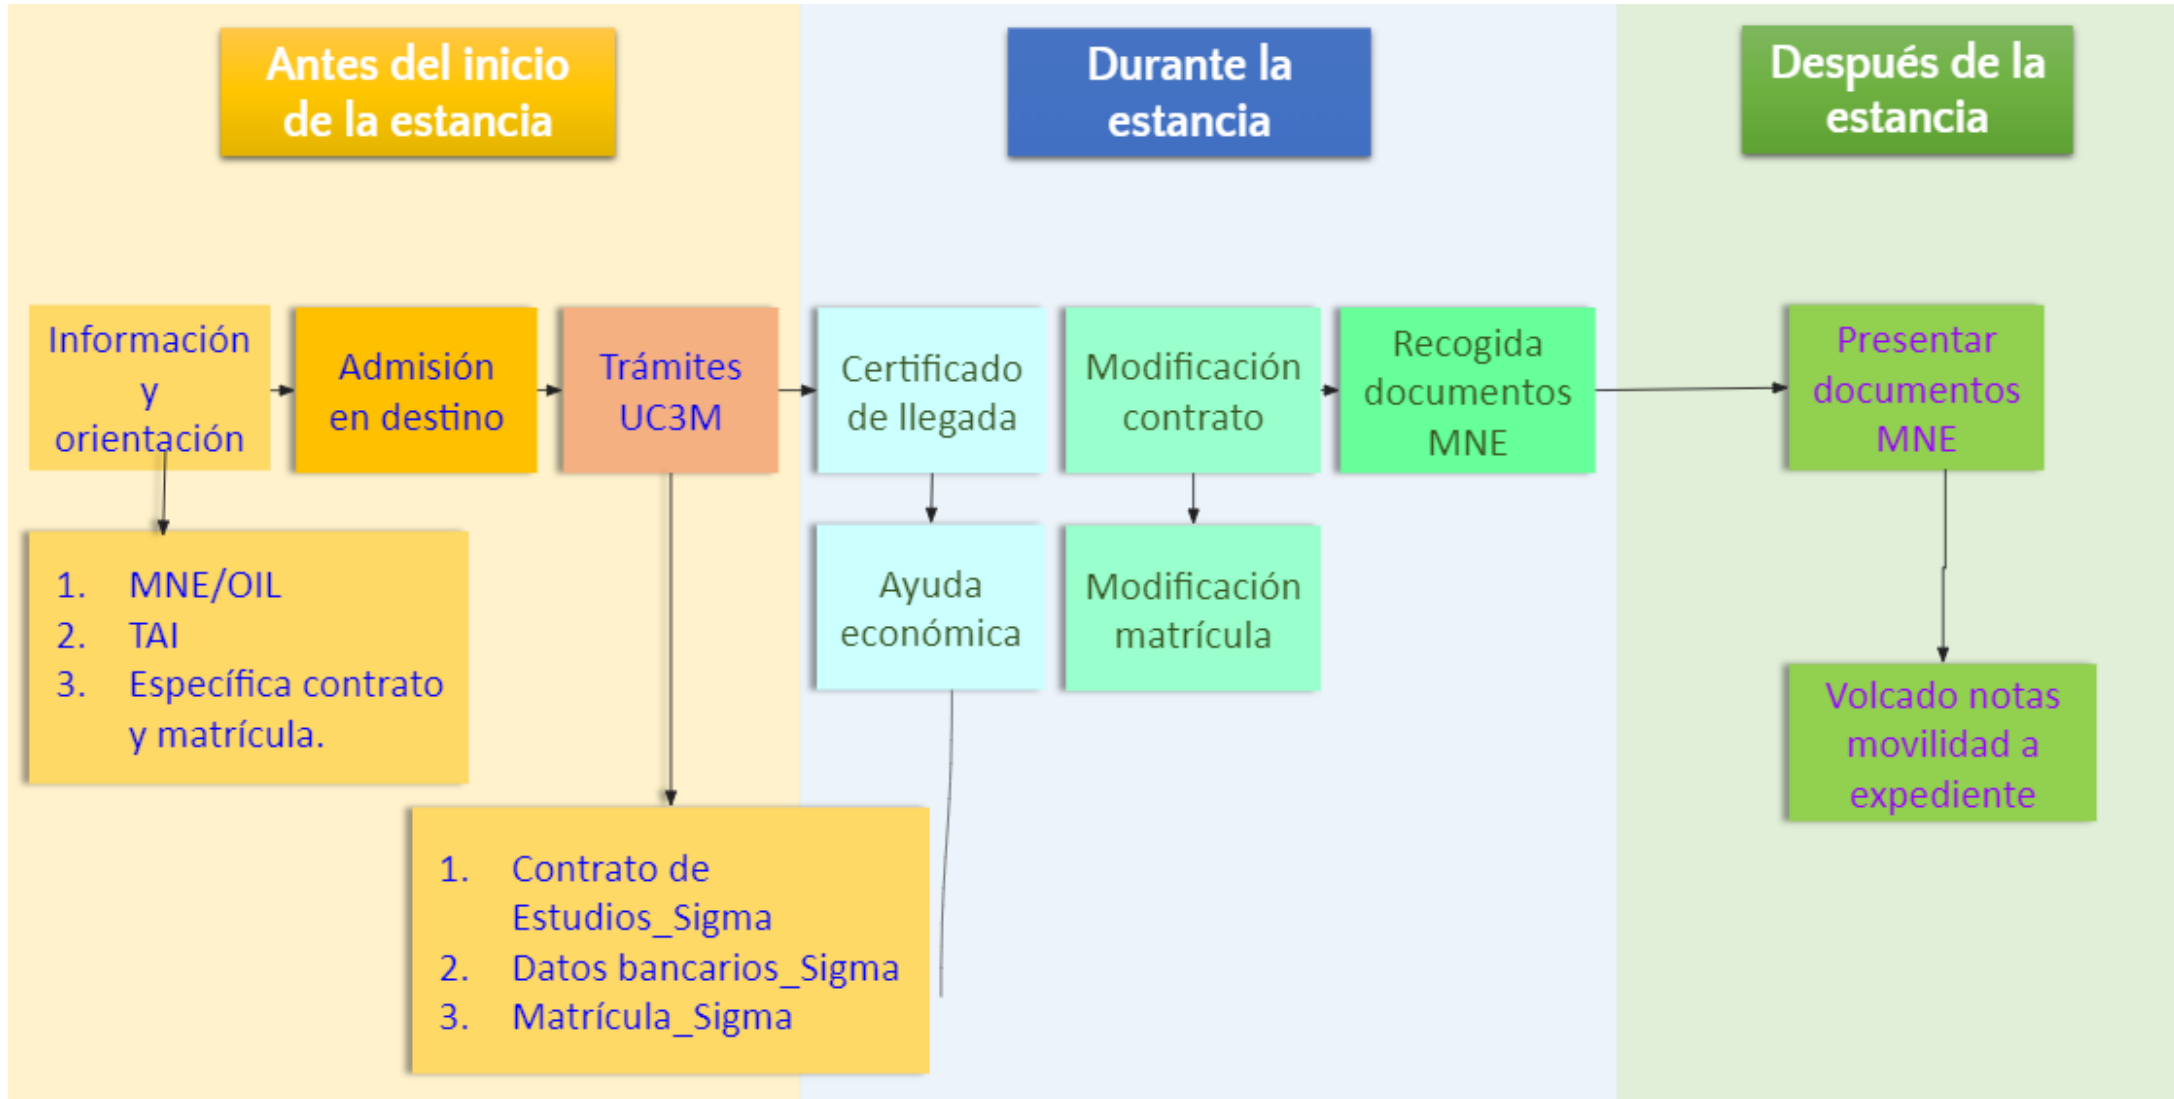 Antes del inicio
de la estancia
Durante la
estancia
Después de la
estancia
Información
y
orientación
Admisión
en destino
Trámites
UC3M
Certificado
de llegada
Modificación
contrato
Recogida
documentos
MNE
Presentar
documentos
MNE
1. MNE/OIL
2. TAI
3. Específica contrato
y matrícula.
Ayuda
económica
Modificación
matrícula
Volcado notas
movilidad a
expediente
1. Contrato de
Estudios_Sigma
2. Datos bancarios_Sigma
3. Matrícula_Sigma